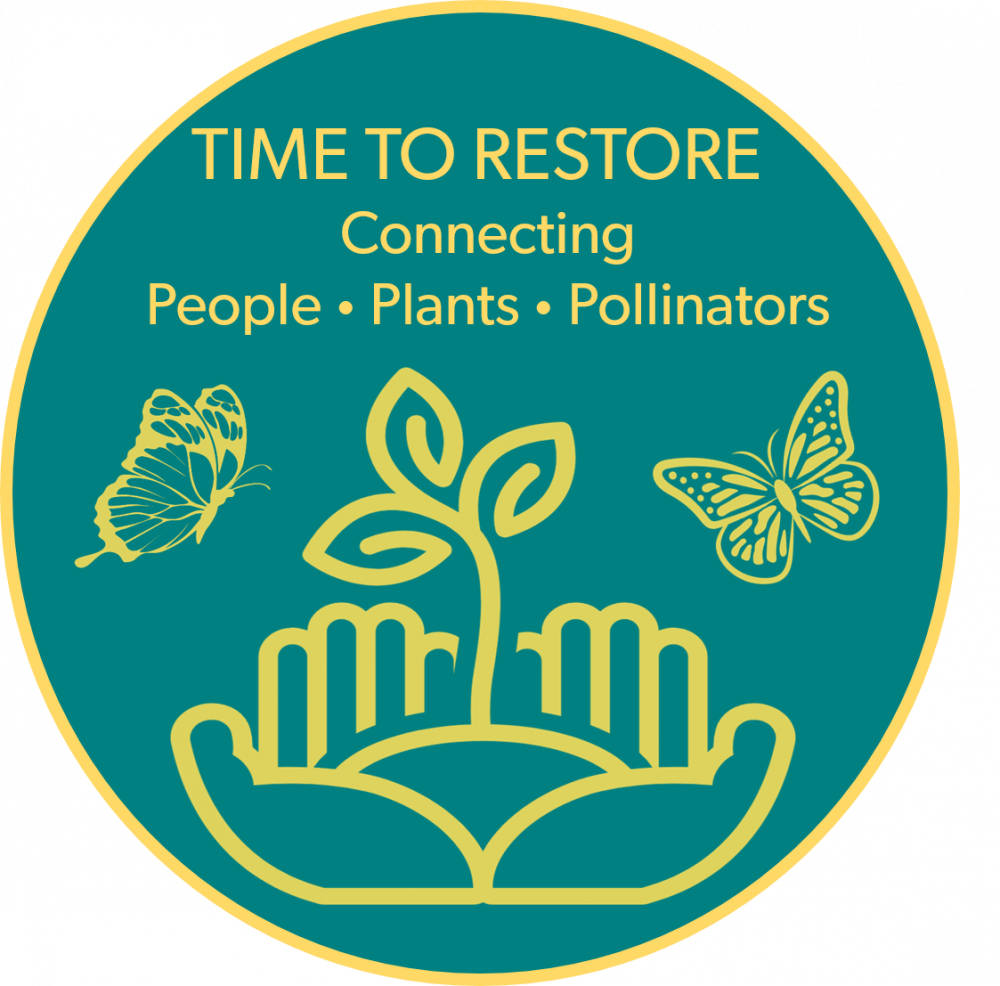 TIME TO RESTORE
Connecting
People • Plants • Pollinators